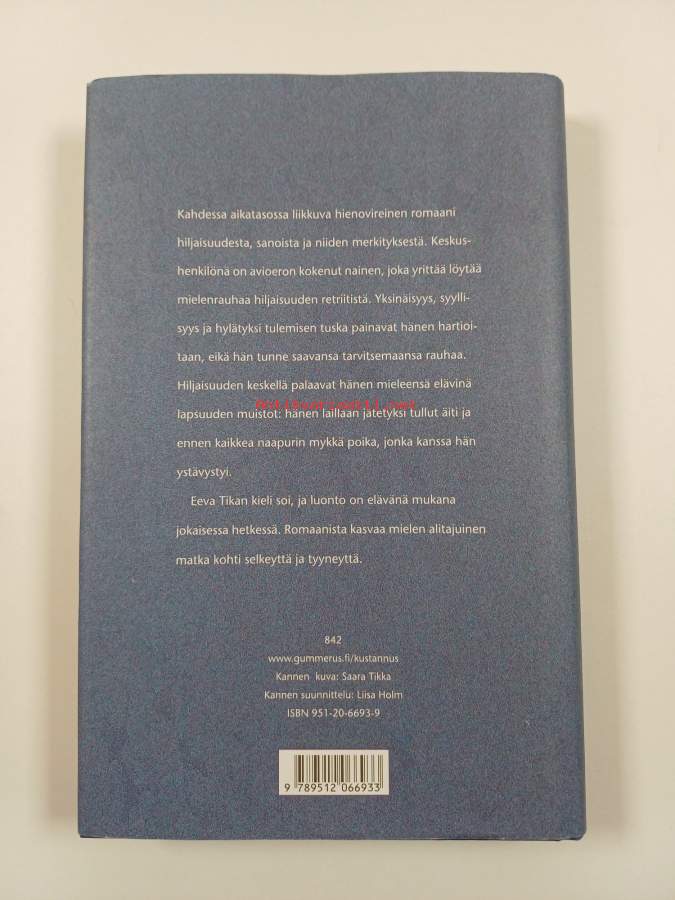 Kahdessa aikatasossa liikkuva hienovireinen romaani
hiljaisuudesta, sanoista ja niiden merkityksestä. Keskus-
henkilönä on avioeron kokenut nainen, joka yrittää löytää
mielenrauhaa hiljaisuuden retriitistä. Yksinäisyys, syylli-
syys ja hylätyksi tulemisen tuska painavat hänen hartioi-
taan, eikä hän tunne saavansa tarvitsemaansa rauhaa.
Hiljaisuuden keskellä palaavat hänen mieleensä elävinä
lapsuuden muistot: hänen laillaan jätetyksi tullut äiti ja
ennen kaikkea naapurin mykkä poika, jonka kanssa hän
ystävystyi.
Eeva Tikan kieli soi, ja luonto on elävänä mukana
jokaisessa hetkessä. Romaanista kasvaa mielen alitajuinen
matka kohti selkeyttä ja tyyneyttä.
842
www.gummerus.fi/kustannus
Kannen kuva: Saara Tikka
Kannen suunnittelu: Liisa Holm
ISBN 951-20-6693-9
9 789512 066933